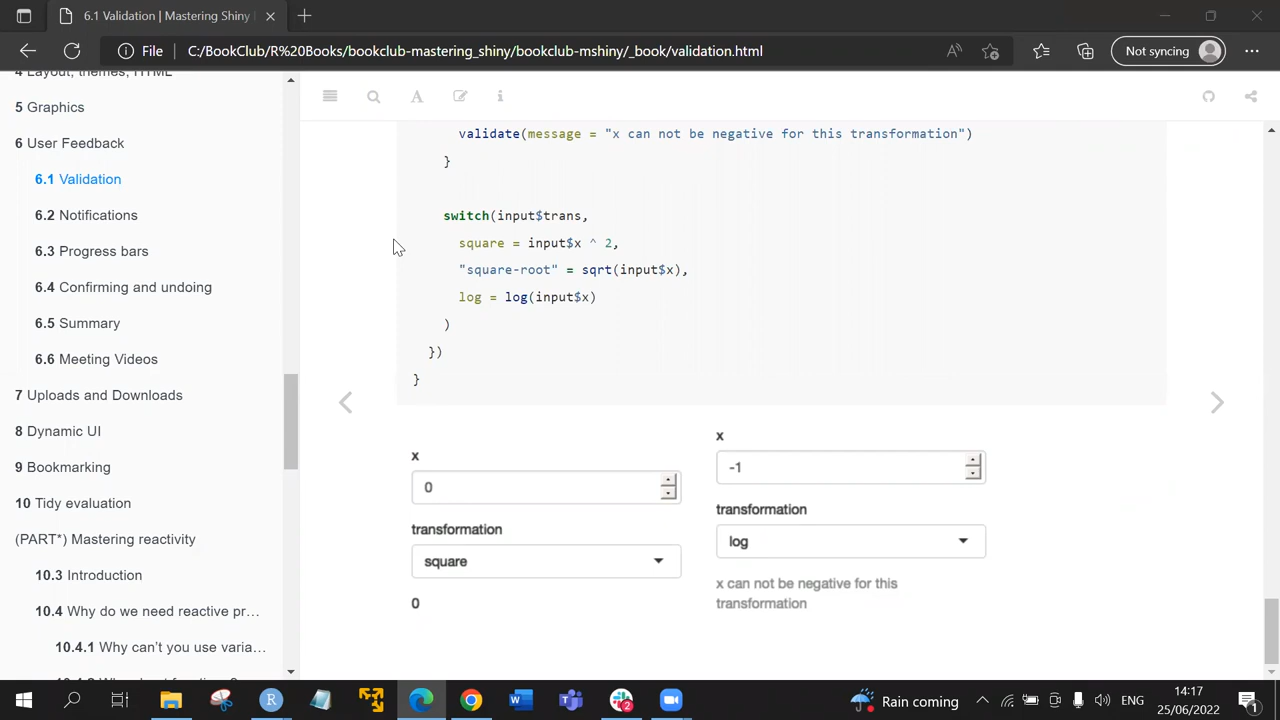 6.1 Validation | Mastering Shiny
File
C:/BookClub/R%20Books/bookclub-mastering_shiny/bookclub-mshiny/_book/validation.html
Not syncing
4 Layout, themes, HTML
5 Graphics
6 User Feedback
6.1 Validation
6.2 Notifications
6.3 Progress bars
6.4 Confirming and undoing
6.5 Summary
6.6 Meeting Videos
7 Uploads and Downloads
8 Dynamic UI
9 Bookmarking
10 Tidy evaluation
(PART*) Mastering reactivity
10.3 Introduction
10.4 Why do we need reactive pr…
10.4.1 Why can't you use varia…
validate(message = "x can not be negative for this transformation")
}
switch(input$trans,
square = input$x ^ 2,
"square-root" = sqrt(input$x),
log = log(input$x)
)
})
}
x
0
transformation
square
0
x
-1
transformation
log
x can not be negative for this
transformation
Rain coming
ENG
14:17
25/06/2022